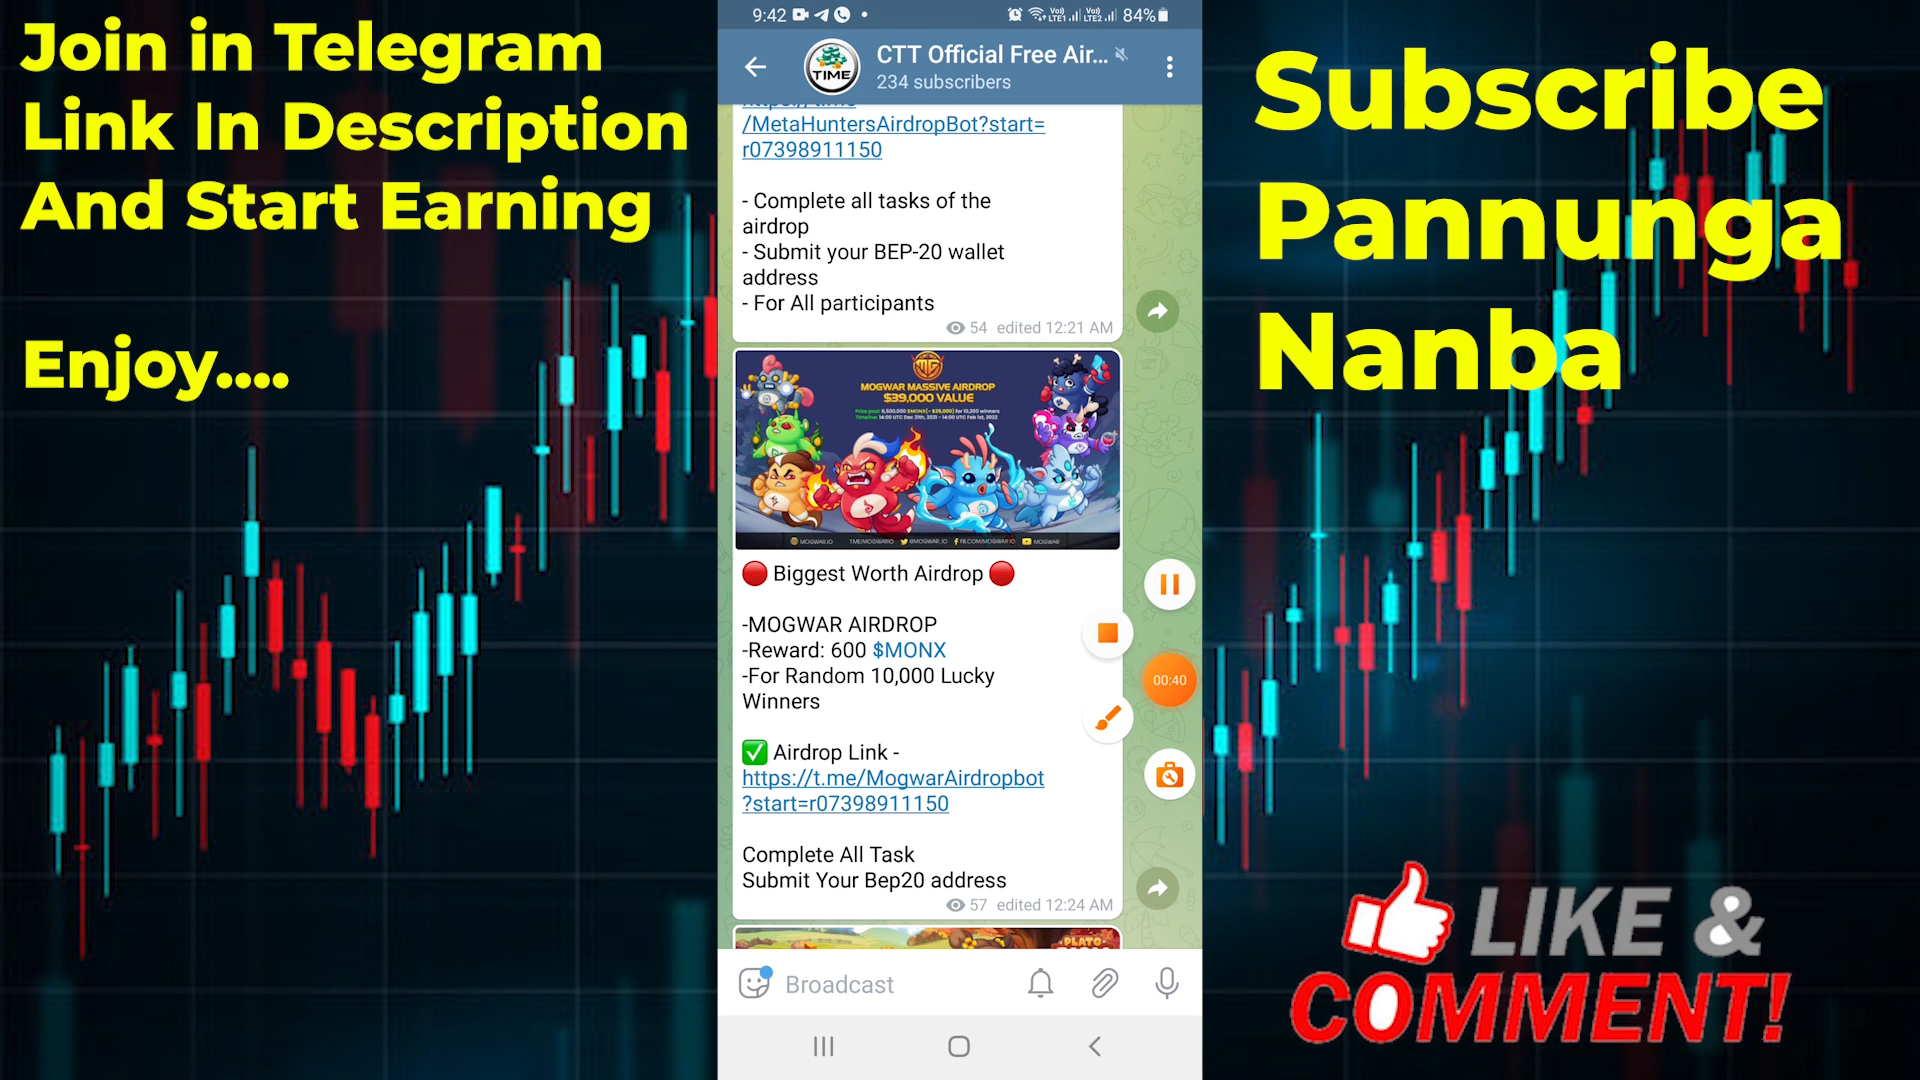 Join in Telegram
Link In Description
And Start Earning
Enjoy....
9:42
84%
TIME
CTT Official Free Air...
234 subscribers
/MetaHuntersAirdropBot?start=
r07398911150
- Complete all tasks of the
airdrop
- Submit your BEP-20 wallet
address
- For All participants
54 edited 12:21 AM
MOGWAR MASSIVE AIRDROP
$39.000 VALUE
🔴 Biggest Worth Airdrop 🔴
-MOGWAR AIRDROP
-Reward: 600 $MONX
-For Random 10,000 Lucky
Winners
✅ Airdrop Link -
https://t.me/MogwarAirdropbot
?start=r07398911150
Complete All Task
Submit Your Bep20 address
57 edited 12:24 AM
Broadcast
00:40
Subscribe
Pannunga
Nanba
LIKE &
COMMENT!